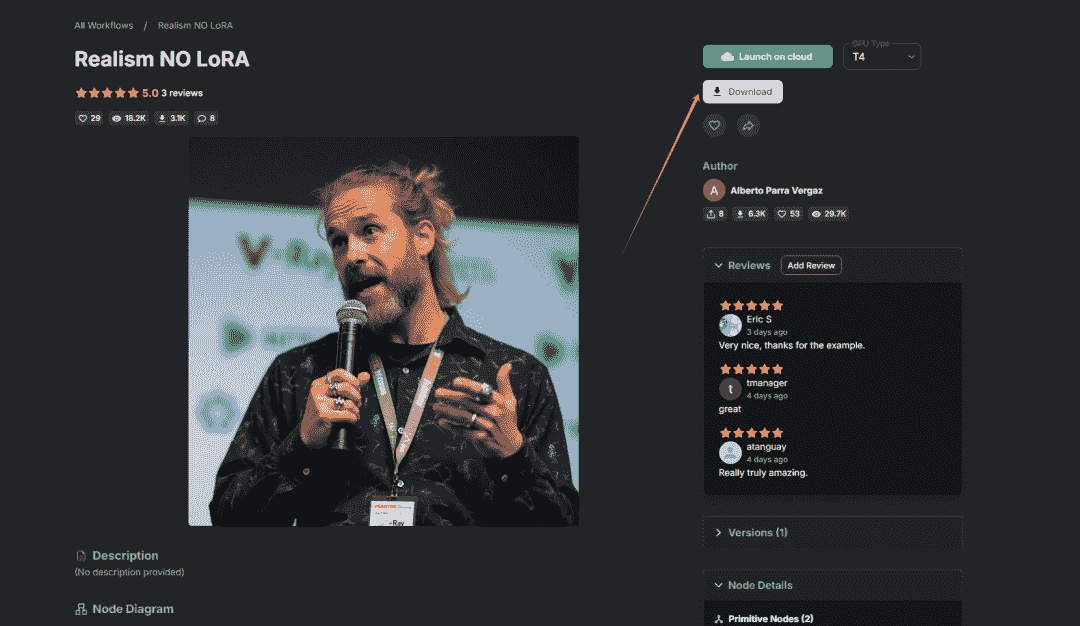 All Workflows / Realism NO LoRA
Realism NO LoRA
5.0 3 reviews
29 18.2K 3.1K 8
Launch on cloud
GPU Type
T4
Download
Author
A Alberto Parra Vergaz
8 6.3K 53 29.7K
Reviews Add Review
Eric S
3 days ago
Very nice, thanks for the example.
t tmanager
4 days ago
great
atanguay
4 days ago
Really truly amazing.
Versions (1)
Node Details
Primitive Nodes (2)
V-Ray
-Ray
Description
(No description provided)
Node Diagram